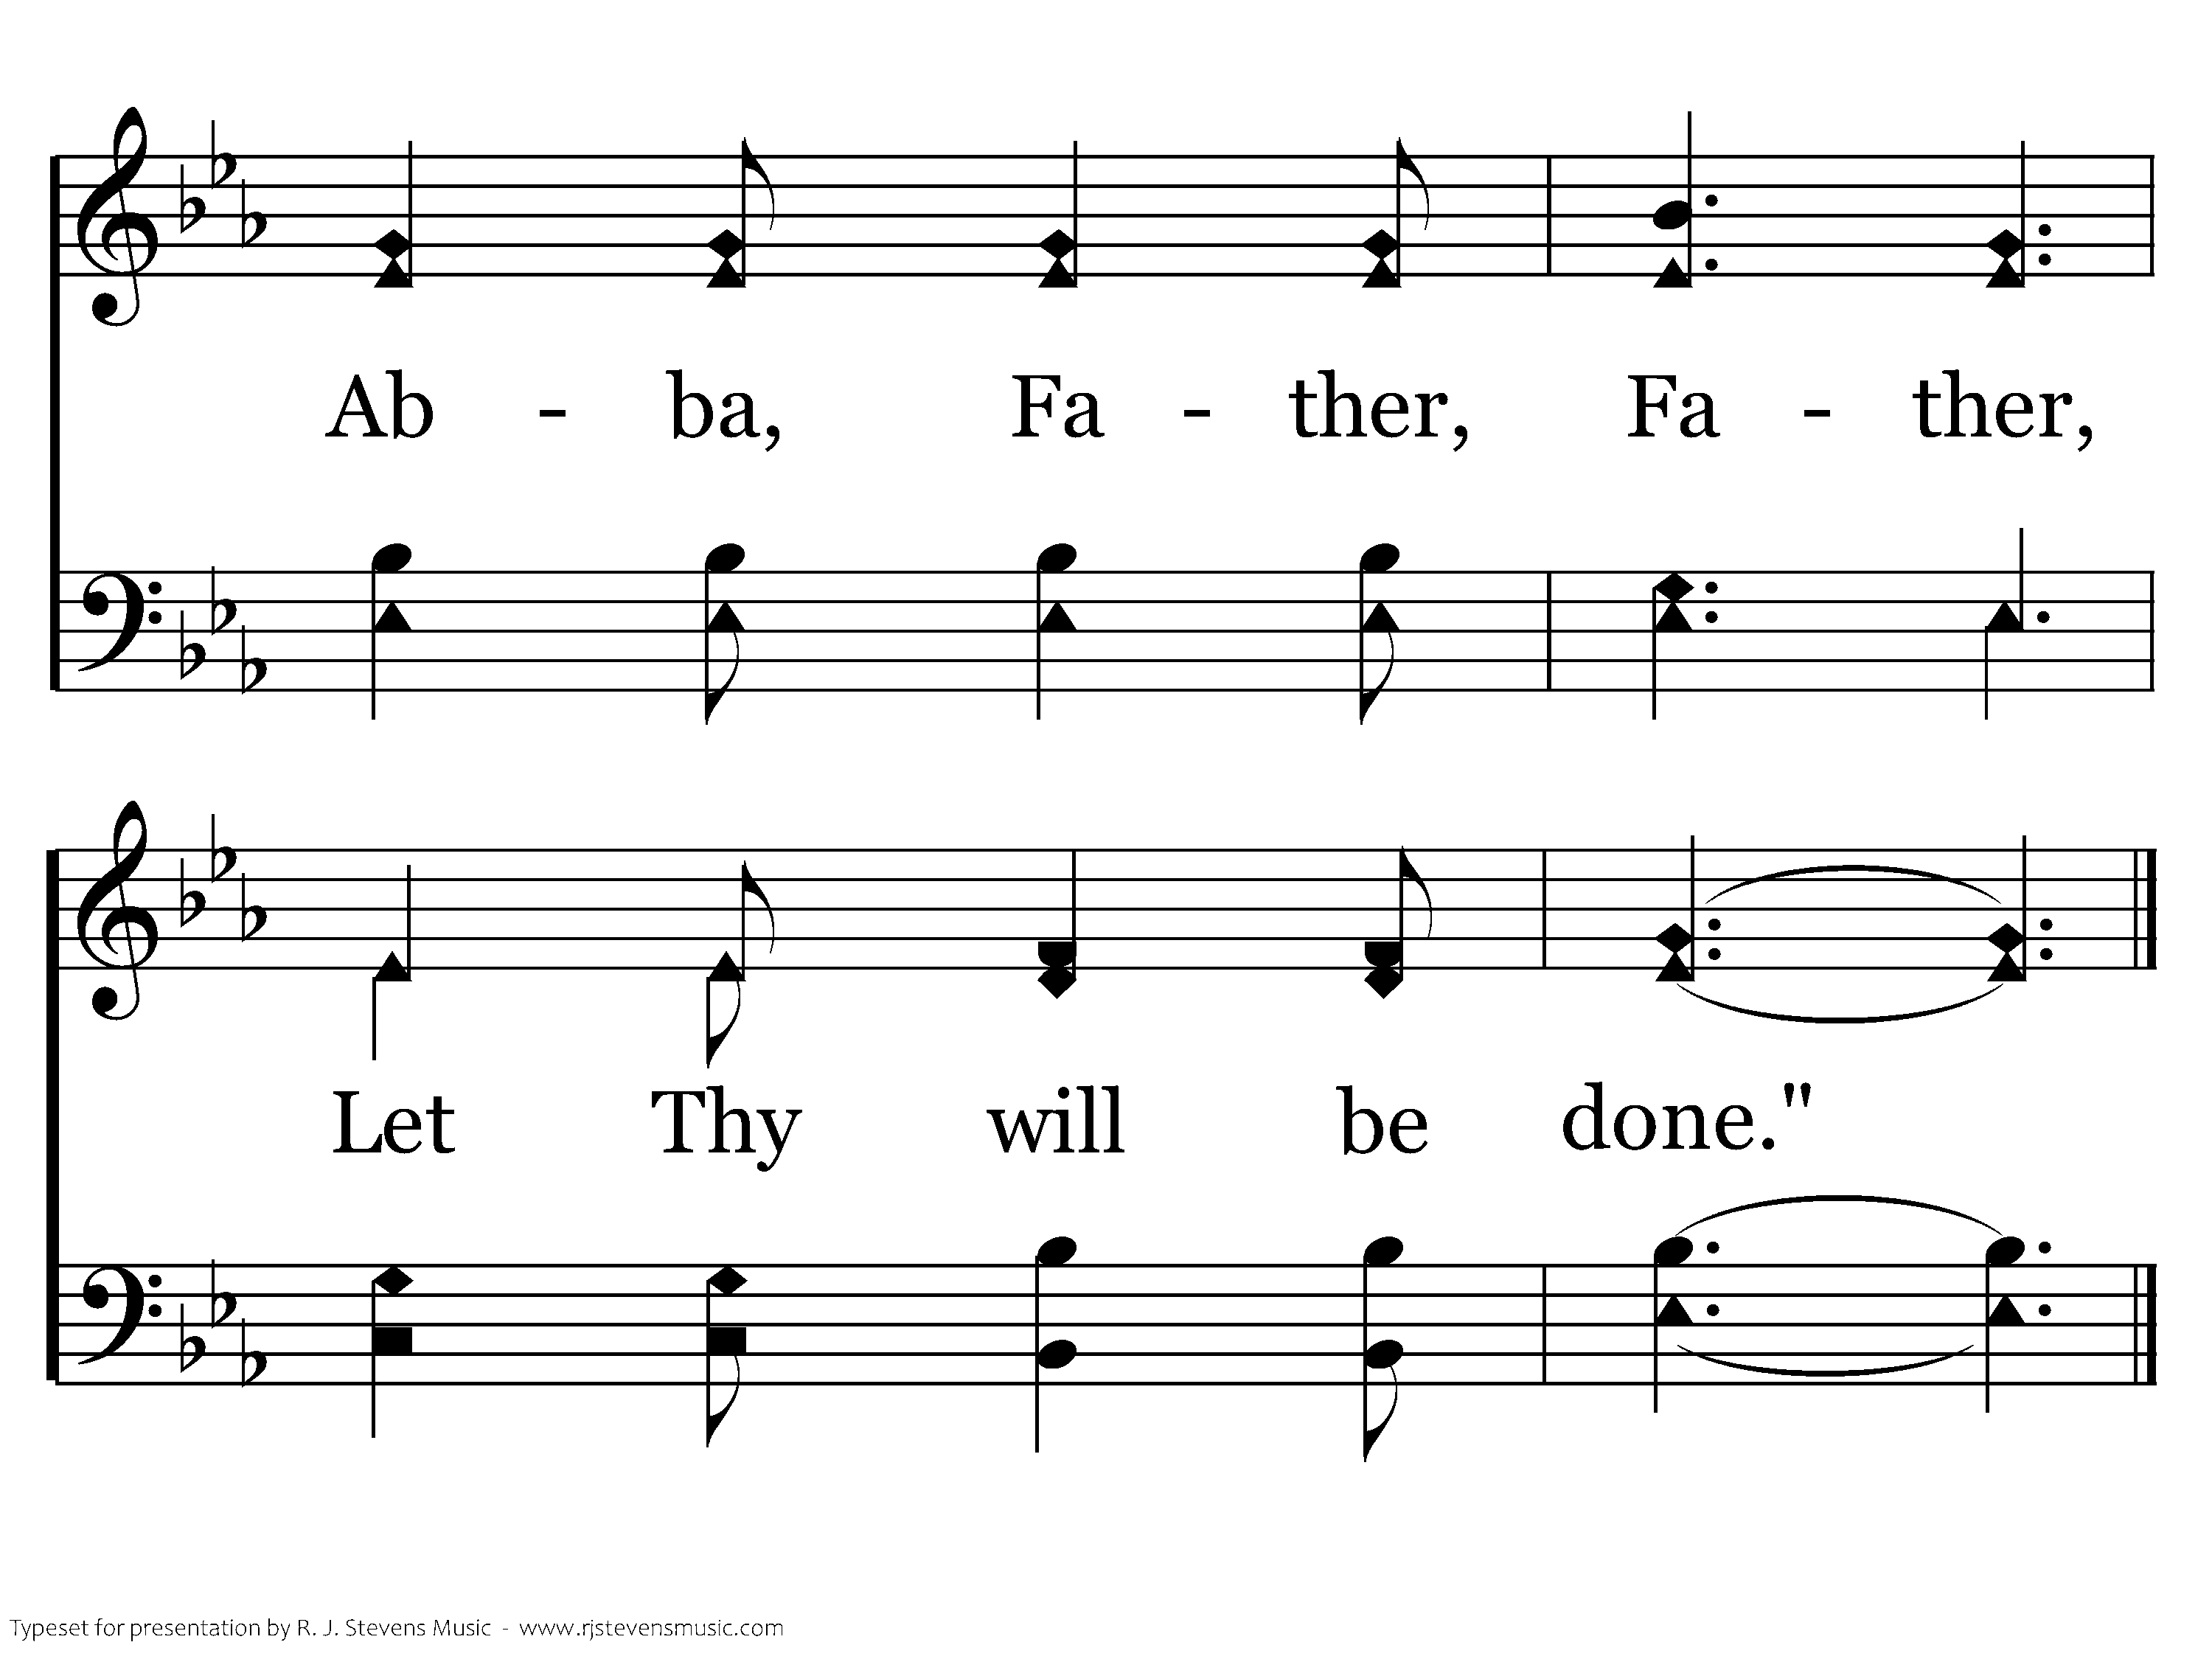 Ab - ba, Fa - ther, Fa - ther,
Let Thy will be done."
Typeset for presentation by R. J. Stevens Music - www.rjstevensmusic.com